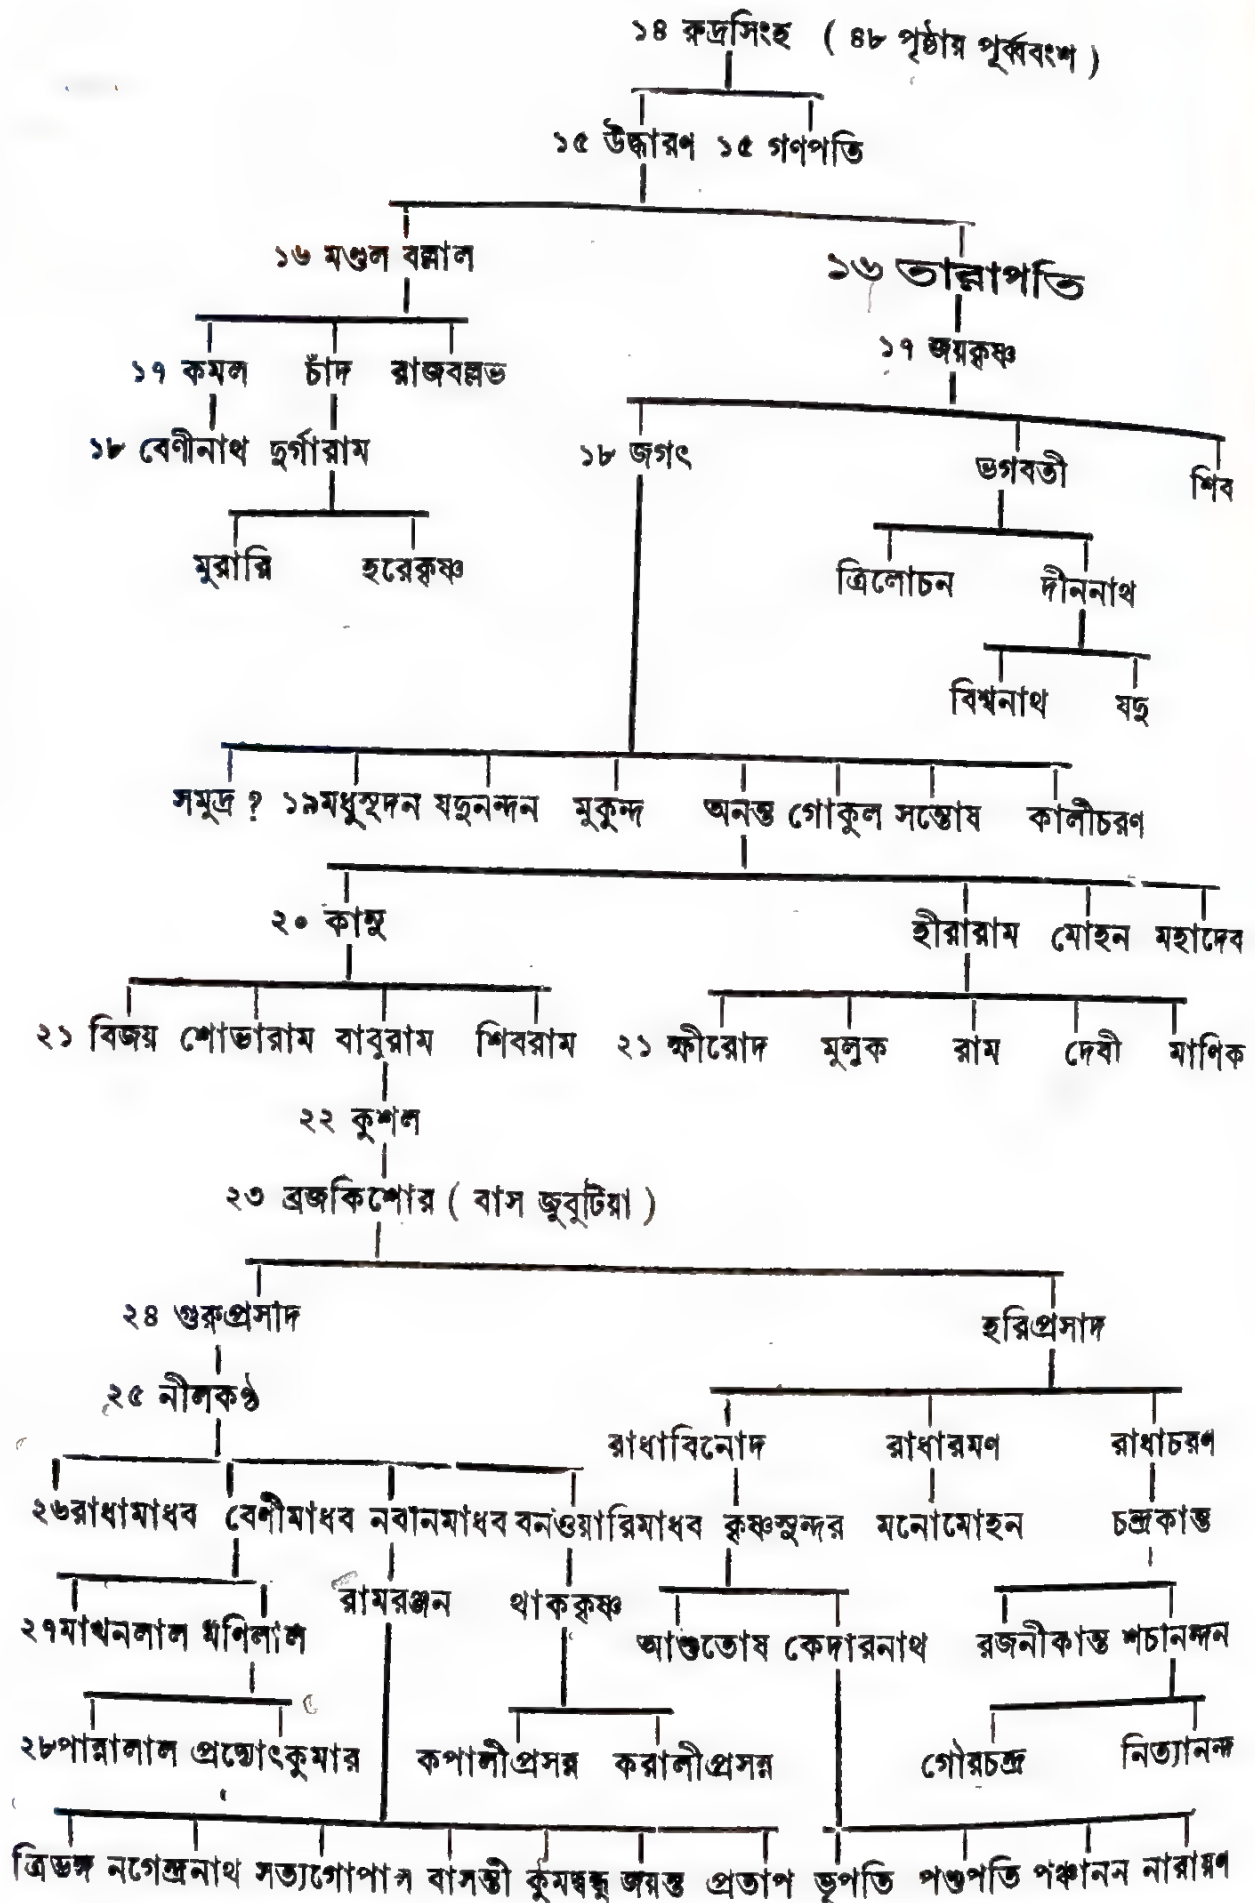 ১৪ রুদ্রসিংহ ( ৪৮ পৃষ্ঠায় পূর্ব্ববংশ )
১৫ উদ্ধারণ ১৫ গণপতি
১৬ মণ্ডল বল্লাল ১৬ তারাপতি
১৭ জয়কৃষ্ণ
১৭ কমল চাঁদ রাজবল্লভ
১৮ বেণীনাথ দুর্গারাম ১৮ জগৎ ভগবতী শিব
মুরারি হরেকৃষ্ণ ত্রিলোচন দীননাথ
বিশ্বনাথ যদু
সমুদ্র ? ১৯মধুসূদন যদুনন্দন মুকুন্দ অনন্ত গোকুল সন্তোষ কালীচরণ
২০ কানু হীরারাম মোহন মহাদেব
২১ বিজয় শোভারাম বাবুরাম শিবরাম ২১ ক্ষীরোদ মুলুক রাম দেবী মাণিক
২২ কুশল
২৩ ব্রজকিশোর ( বাস জুবুটিয়া )
২৪ গুরুপ্রসাদ হরিপ্রসাদ
২৫ নীলকণ্ঠ
রাধাবিনোদ রাধারমণ রাধাচরণ
২৬রাধামাধব বেণীমাধব নবীনমাধব বনওয়ারিমাধব কৃষ্ণসুন্দর মনোমোহন চন্দ্রকান্ত
রামরঞ্জন থাককৃষ্ণ
২৭মাখনলাল মণিলাল আশুতোষ কেদারনাথ রজনীকান্ত শচীনন্দন
২৮পান্নালাল প্রদ্যোৎকুমার কপালীপ্রসন্ন করালীপ্রসন্ন গৌরচন্দ্র নিত্যানন্দ
ত্রিভঙ্গ নগেন্দ্রনাথ সত্যগোপাল বাসন্তী জয়ন্ত প্রতাপ ভূপতি পশুপতি পঞ্চানন নারায়ণ